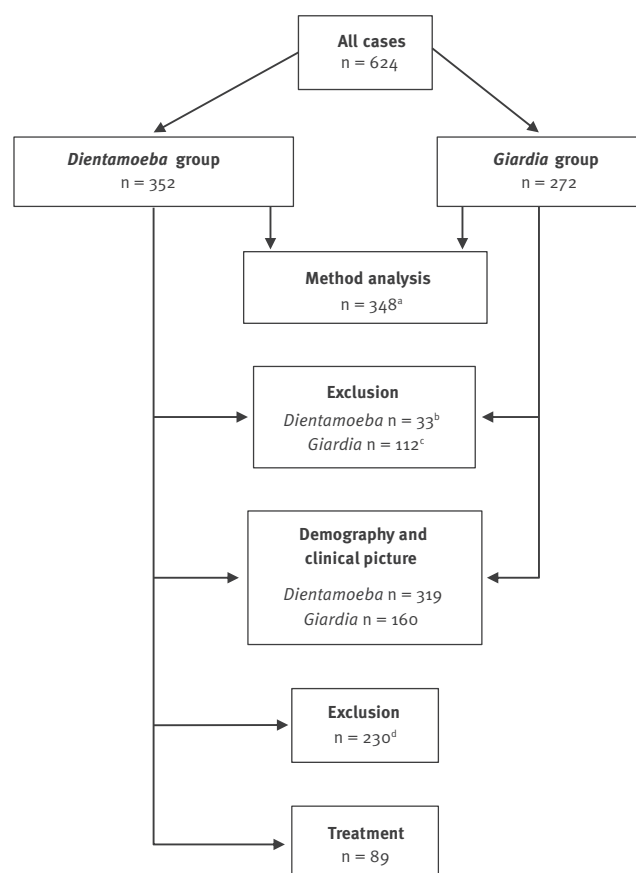 All cases
n = 624
Dientamoeba group
n = 352
Giardia group
n = 272
Method analysis
n = 348ᵃ
Exclusion
Dientamoeba n = 33ᵇ
Giardia n = 112ᶜ
Demography and
clinical picture
Dientamoeba n = 319
Giardia n = 160
Exclusion
n = 230ᵈ
Treatment
n = 89